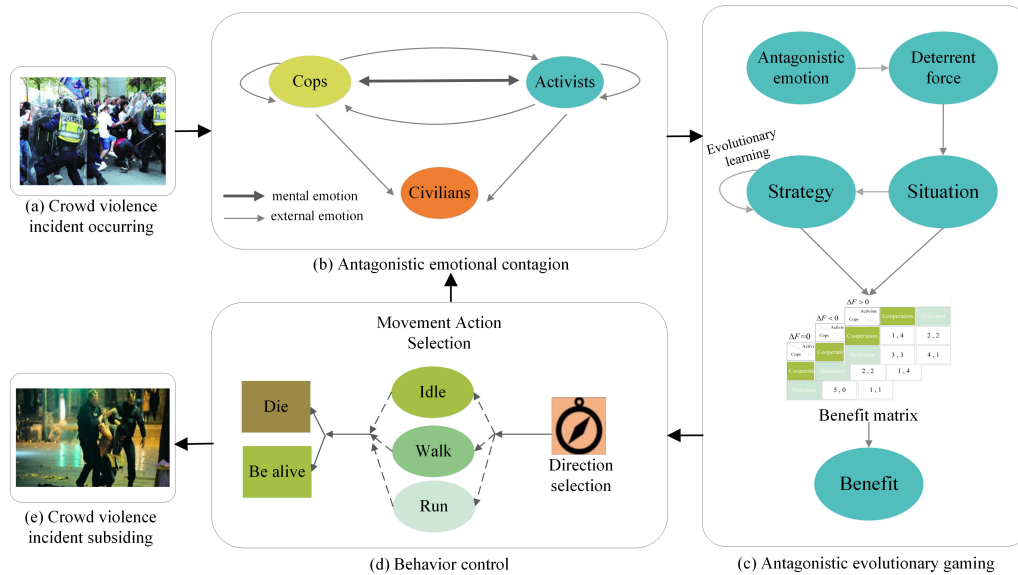 Cops
Activists
Civilians
mental emotion
external emotion
(a) Crowd violence
incident occurring
(b) Antagonistic emotional contagion
Antagonistic
emotion
Deterrent
force
Evolutionary
learning
Strategy
Situation
ΔF > 0
ΔF < 0
ΔF=0
Activists
Cops
Cooperation
Cooperation
1, 4
2, 2
3, 3
4, 1
2, 2
1, 4
5, 0
1, 1
Benefit matrix
Benefit
(c) Antagonistic evolutionary gaming
Movement Action
Selection
Die
Be alive
Idle
Walk
Run
Direction
selection
(d) Behavior control
(e) Crowd violence
incident subsiding